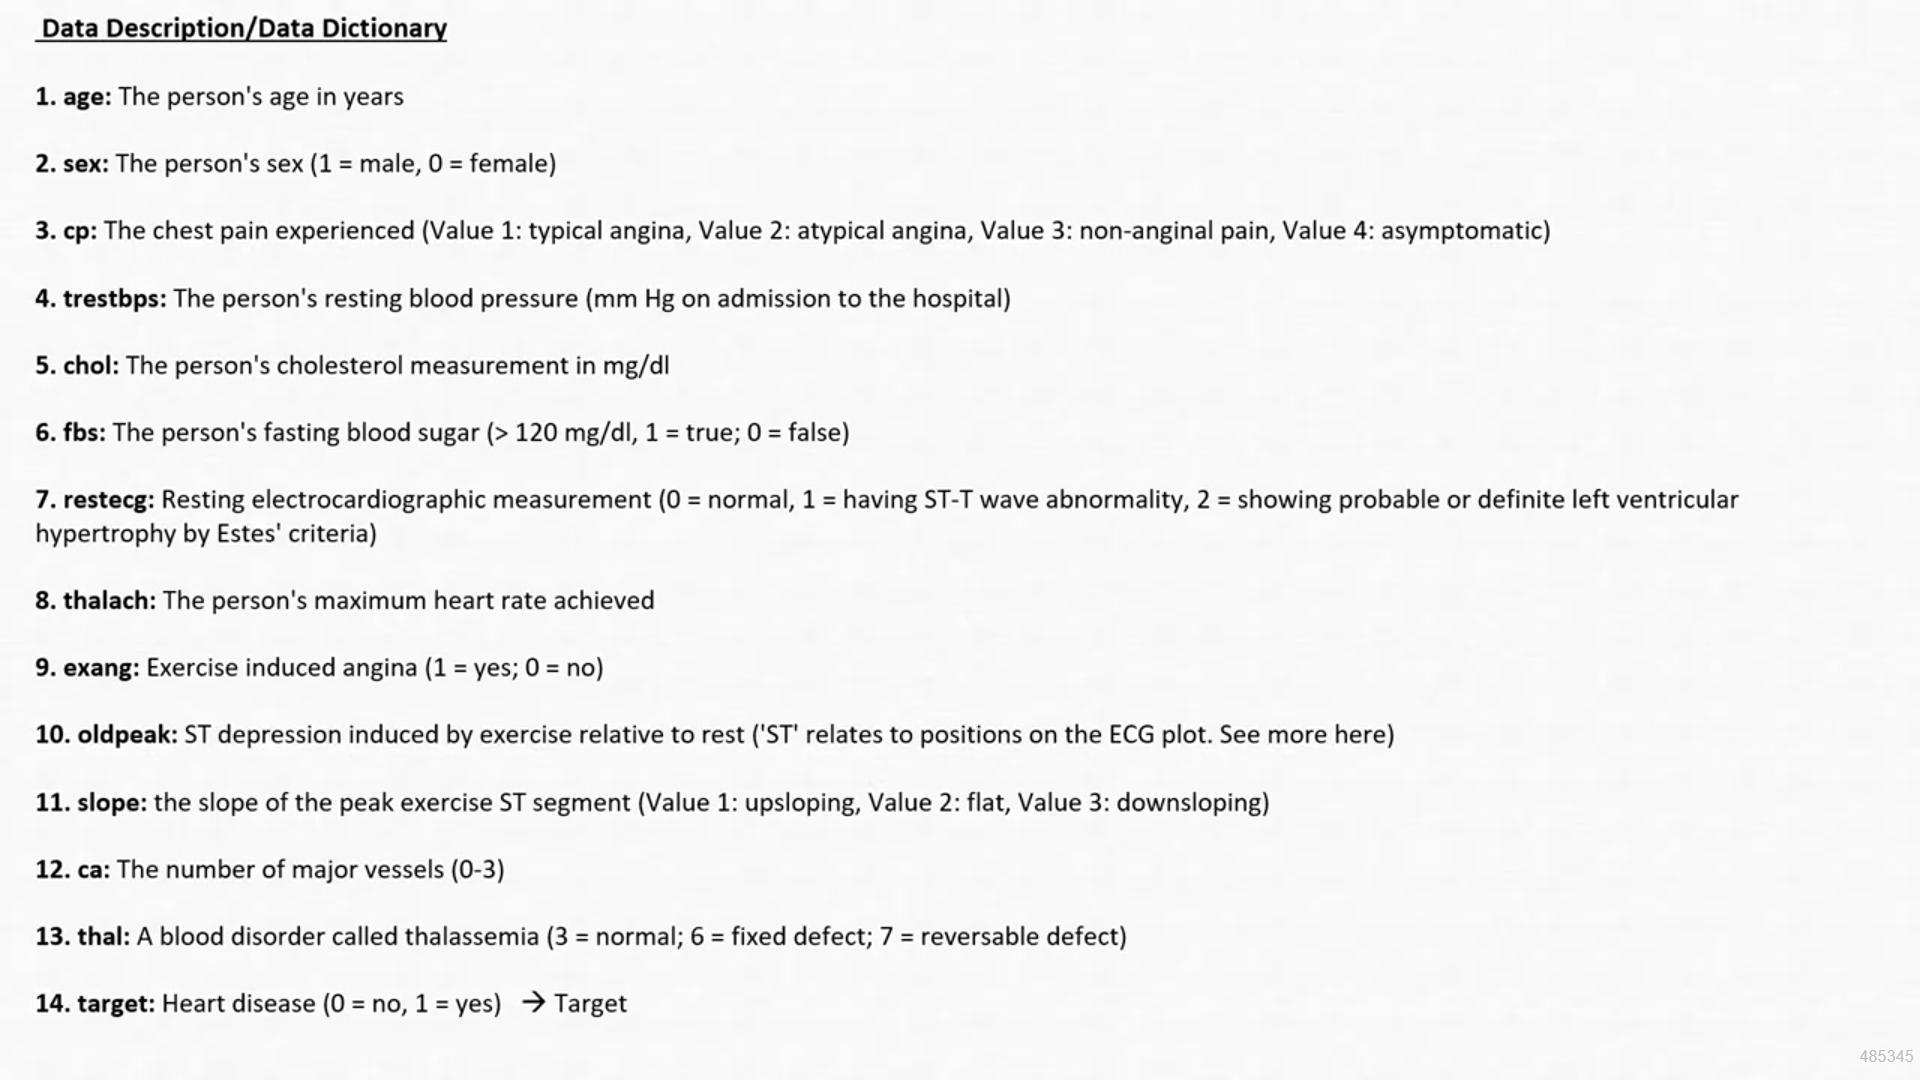 Data Description/Data Dictionary
1. age: The person's age in years
2. sex: The person's sex (1 = male, 0 = female)
3. cp: The chest pain experienced (Value 1: typical angina, Value 2: atypical angina, Value 3: non-anginal pain, Value 4: asymptomatic)
4. trestbps: The person's resting blood pressure (mm Hg on admission to the hospital)
5. chol: The person's cholesterol measurement in mg/dl
6. fbs: The person's fasting blood sugar (> 120 mg/dl, 1 = true; 0 = false)
7. restecg: Resting electrocardiographic measurement (0 = normal, 1 = having ST-T wave abnormality, 2 = showing probable or definite left ventricular
hypertrophy by Estes' criteria)
8. thalach: The person's maximum heart rate achieved
9. exang: Exercise induced angina (1 = yes; 0 = no)
10. oldpeak: ST depression induced by exercise relative to rest ('ST' relates to positions on the ECG plot. See more here)
11. slope: the slope of the peak exercise ST segment (Value 1: upsloping, Value 2: flat, Value 3: downsloping)
12. ca: The number of major vessels (0-3)
13. thal: A blood disorder called thalassemia (3 = normal; 6 = fixed defect; 7 = reversable defect)
14. target: Heart disease (0 = no, 1 = yes) → Target
485345